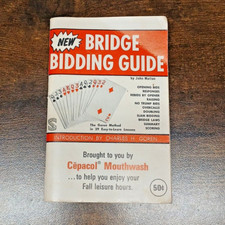 NEW
BRIDGE
BIDDING GUIDE
by John Mallon
OPENING BIDS
RESPONSES
REBIDS BY OPENER
RAISING
NO TRUMP BIDS
OVERCALLS
DOUBLING
SLAM BIDDING
BRIDGE LAWS
SUMMARY
SCORING
The Goren Method
in 29 Easy-to-learn Lessons
INTRODUCTION BY CHARLES H. GOREN
Brought to you by
Cēpacol® Mouthwash
...to help you enjoy your
Fall leisure hours.
50¢